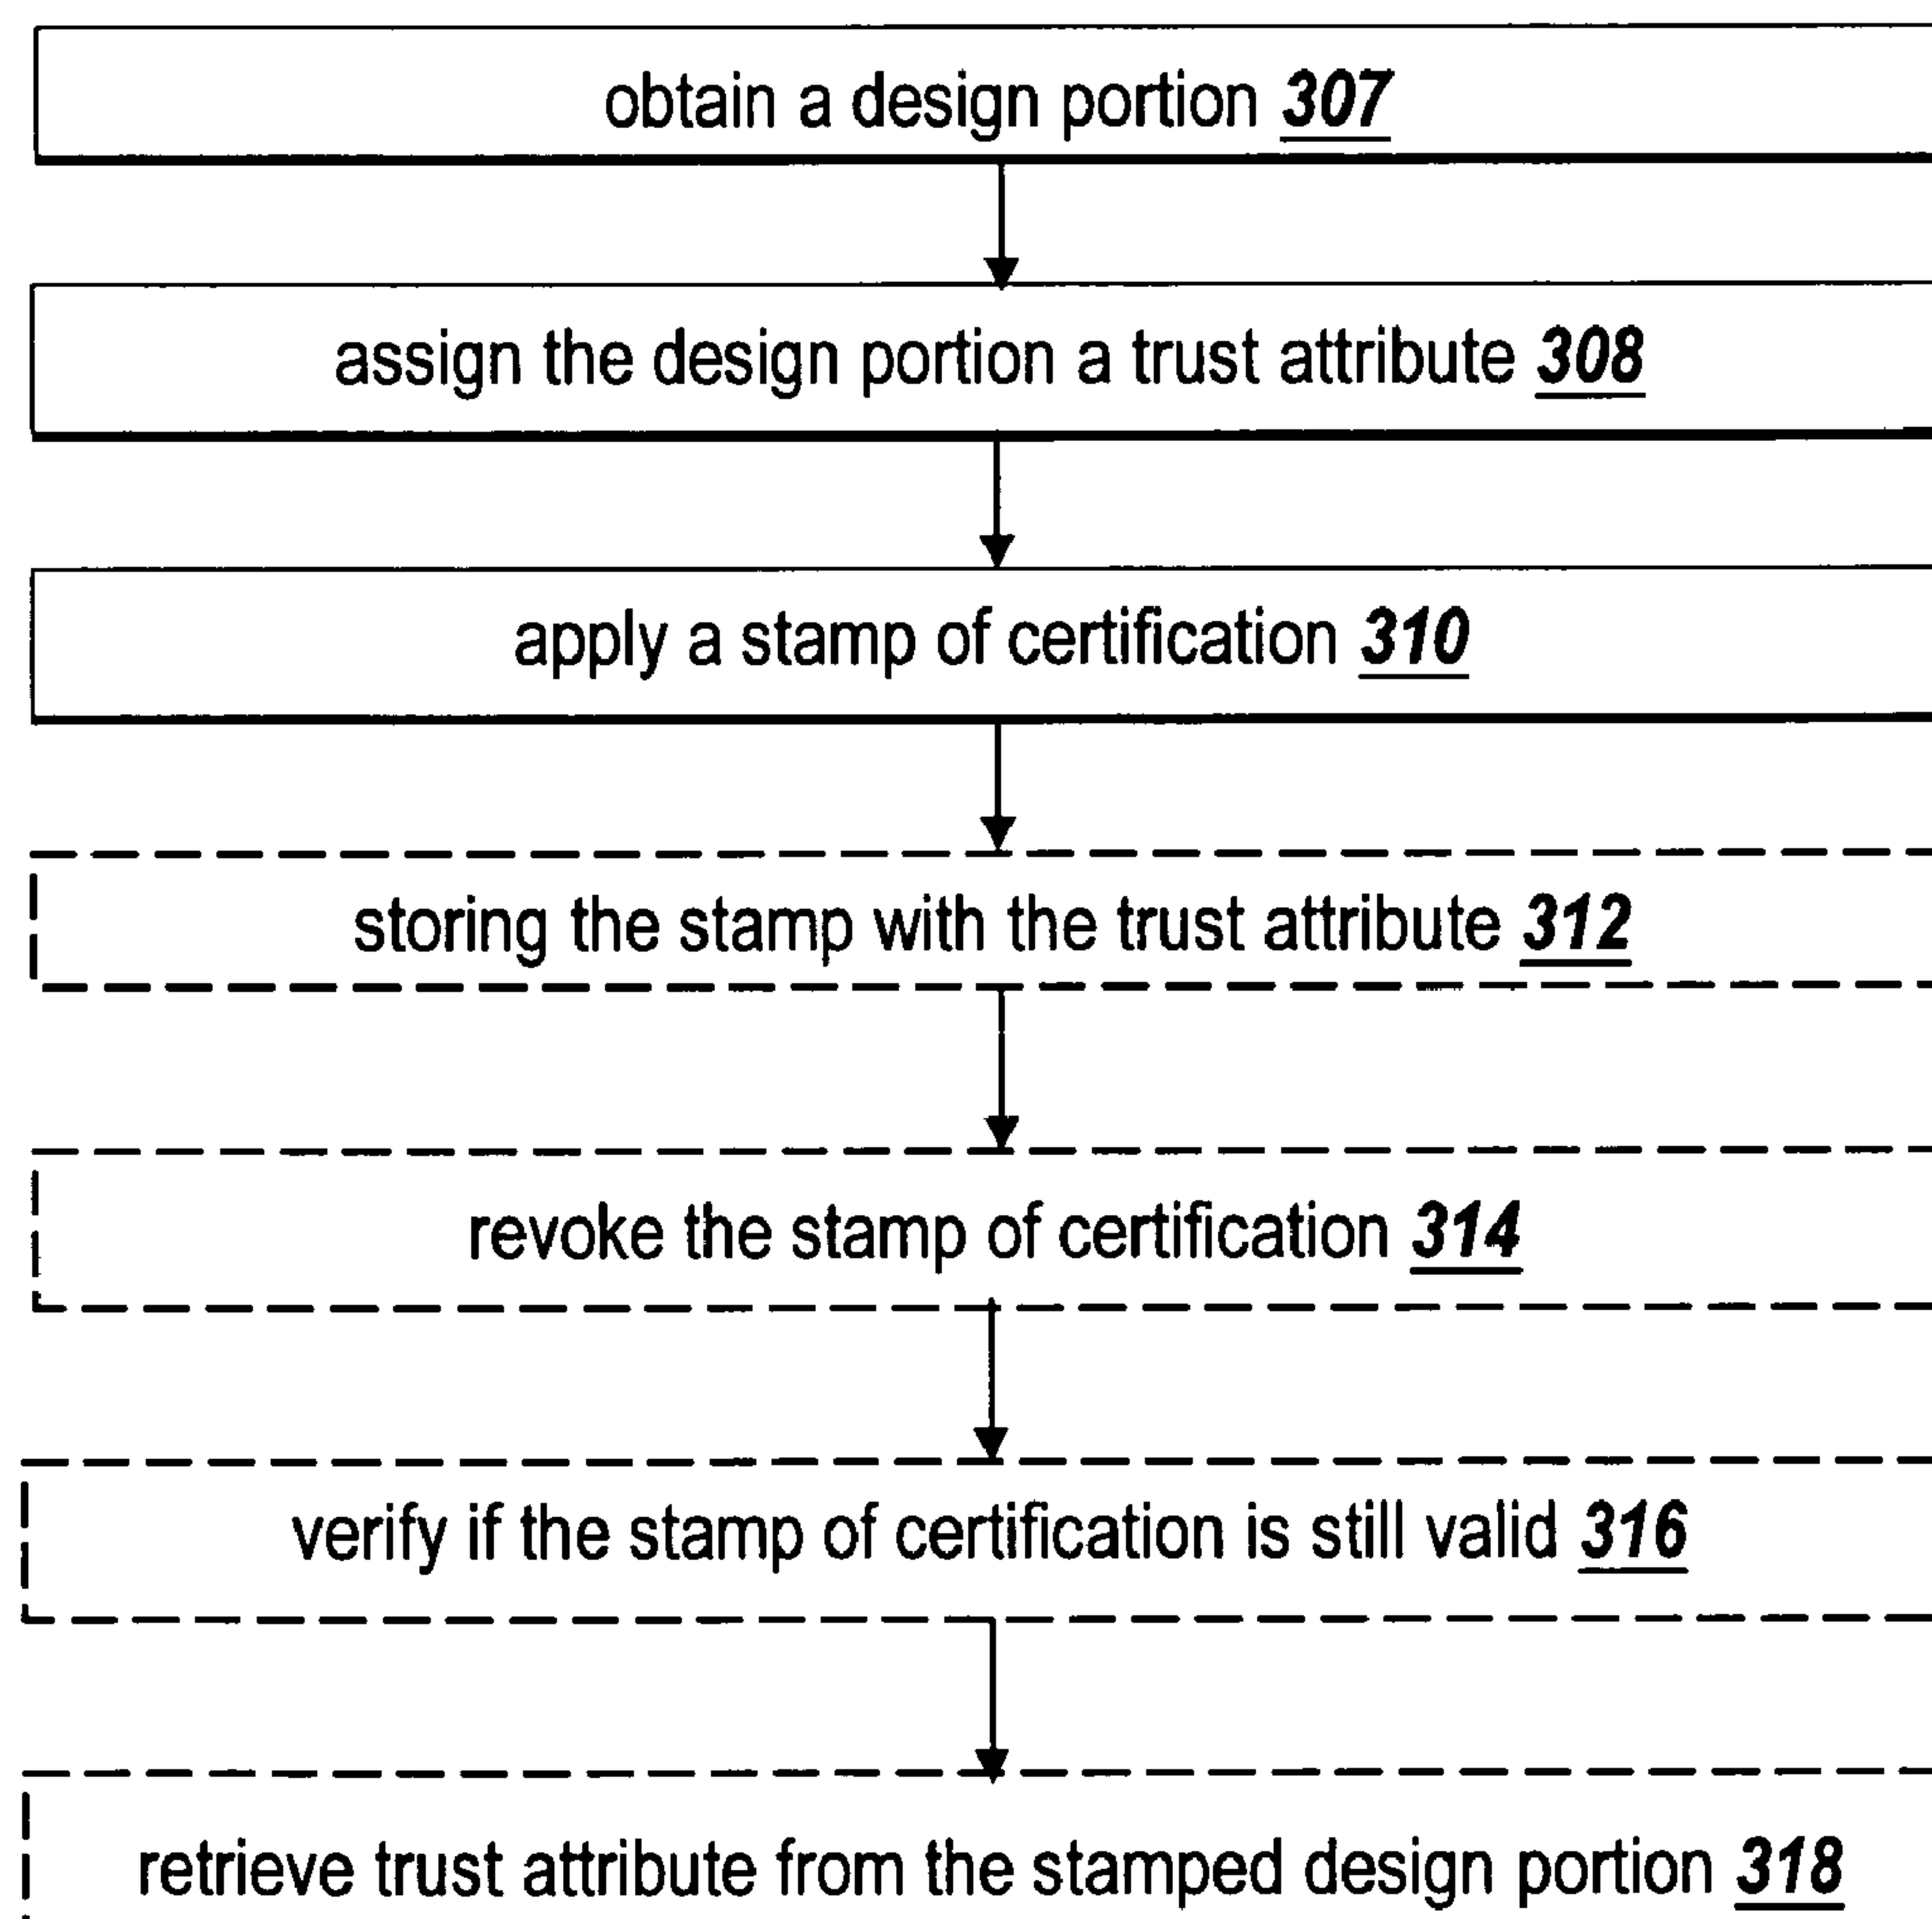 obtain a design portion 307
assign the design portion a trust attribute 308
apply a stamp of certification 310
storing the stamp with the trust attribute 312
revoke the stamp of certification 314
verify if the stamp of certification is still valid 316
retrieve trust attribute from the stamped design portion 318